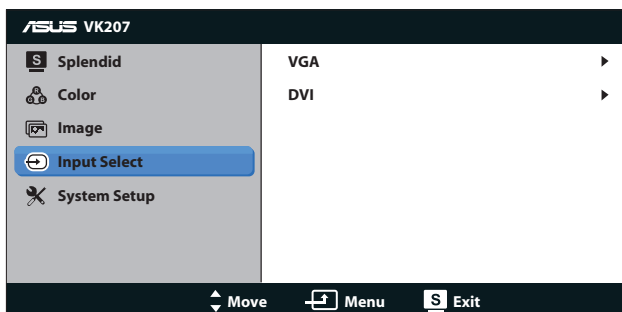 ASUS VK207
S Splendid
Color
Image
Input Select
System Setup
VGA
DVI
Move Menu S Exit